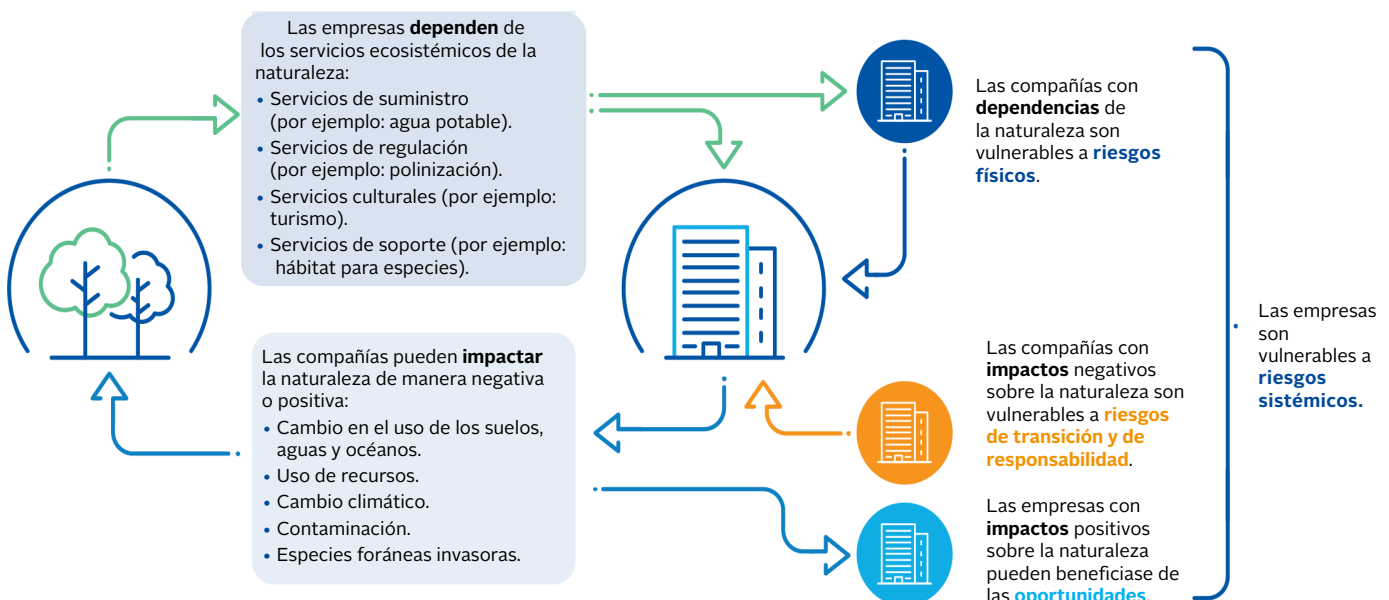 Las empresas dependen de
los servicios ecosistémicos de la
naturaleza:
• Servicios de suministro
(por ejemplo: agua potable).
• Servicios de regulación
(por ejemplo: polinización).
• Servicios culturales (por ejemplo:
turismo).
• Servicios de soporte (por ejemplo:
hábitat para especies).
Las compañías pueden impactar
la naturaleza de manera negativa
o positiva:
• Cambio en el uso de los suelos,
aguas y océanos.
• Uso de recursos.
• Cambio climático.
• Contaminación.
• Especies foráneas invasoras.
Las compañías con
dependencias de
la naturaleza son
vulnerables a riesgos
físicos.
Las compañías con
impactos negativos
sobre la naturaleza son
vulnerables a riesgos
de transición y de
responsabilidad.
Las empresas con
impactos positivos
sobre la naturaleza
pueden beneficiase de
las oportunidades.
Las empresas
son
vulnerables a
riesgos
sistémicos.